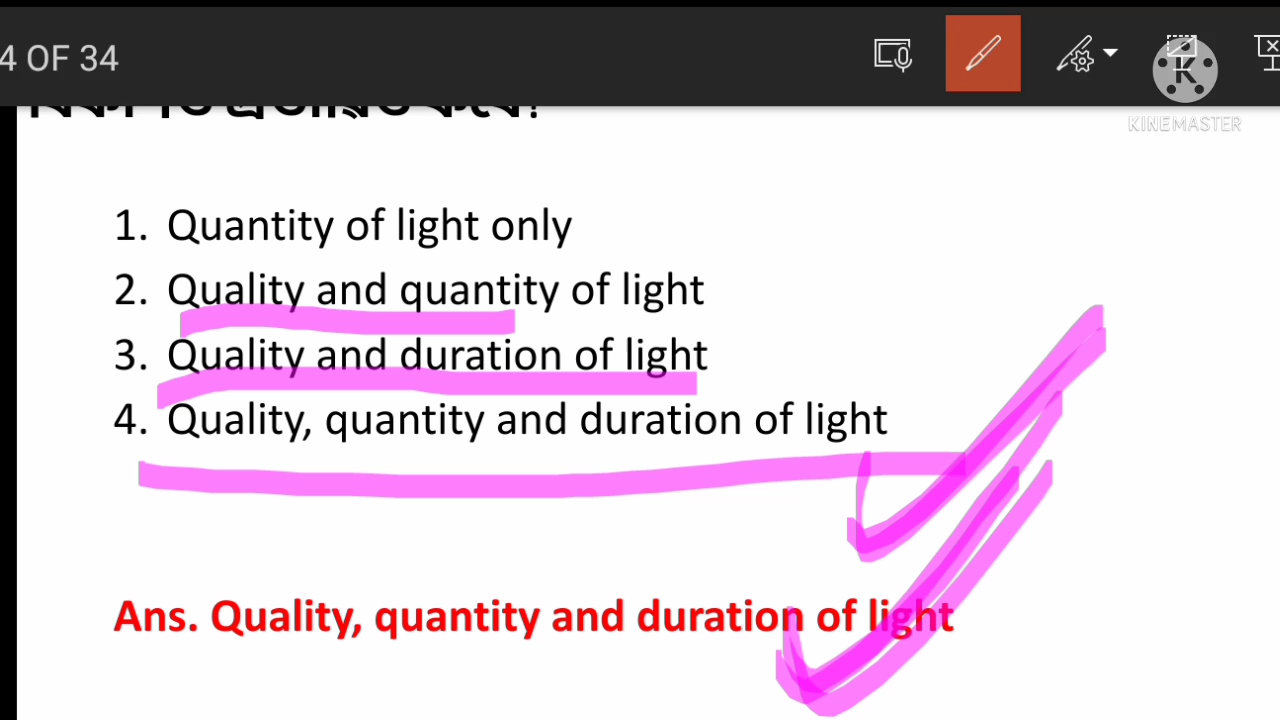 4 OF 34
K
KINEMASTER
করে?
1. Quantity of light only
2. Quality and quantity of light
3. Quality and duration of light
4. Quality, quantity and duration of light
Ans. Quality, quantity and duration of light